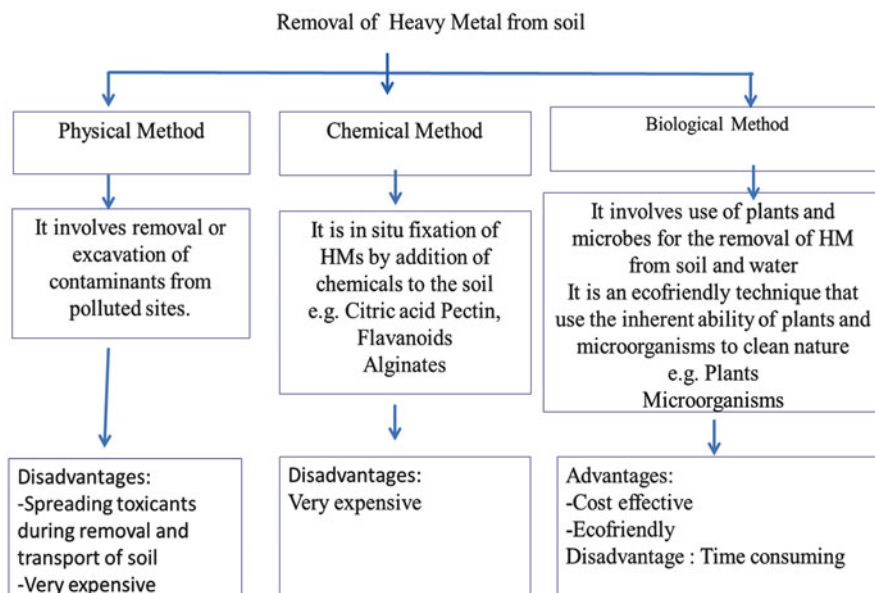 Removal of Heavy Metal from soil
Physical Method
Chemical Method
Biological Method
It involves removal or
excavation of
contaminants from
polluted sites.
It is in situ fixation of
HMs by addition of
chemicals to the soil
e.g. Citric acid Pectin,
Flavanoids
Alginates
It involves use of plants and
microbes for the removal of HM
from soil and water
It is an ecofriendly technique that
use the inherent ability of plants and
microorganisms to clean nature
e.g. Plants
Microorganisms
Disadvantages:
-Spreading toxicants
during removal and
transport of soil
-Very expensive
Disadvantages:
Very expensive
Advantages:
-Cost effective
-Ecofriendly
Disadvantage : Time consuming